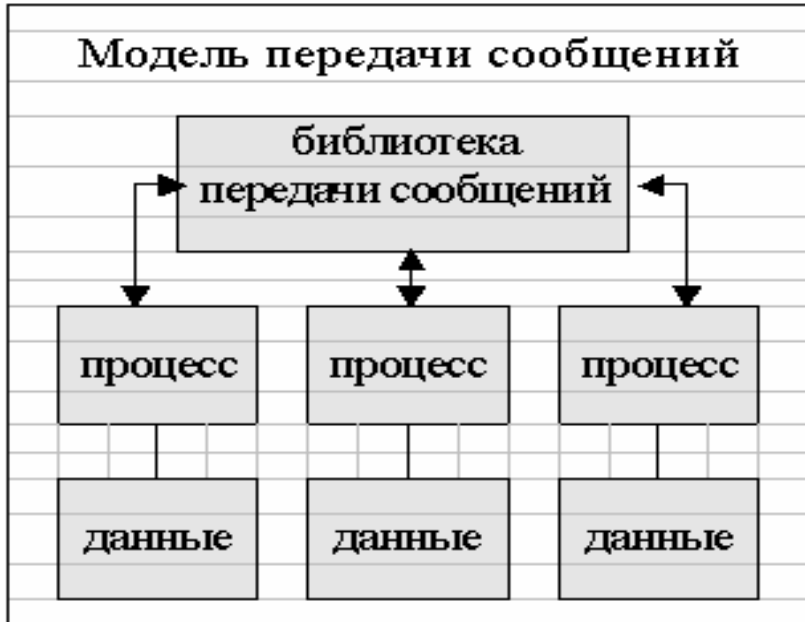 Модель передачи сообщений
библиотека
передачи сообщений
процесс процесс процесс
данные данные данные